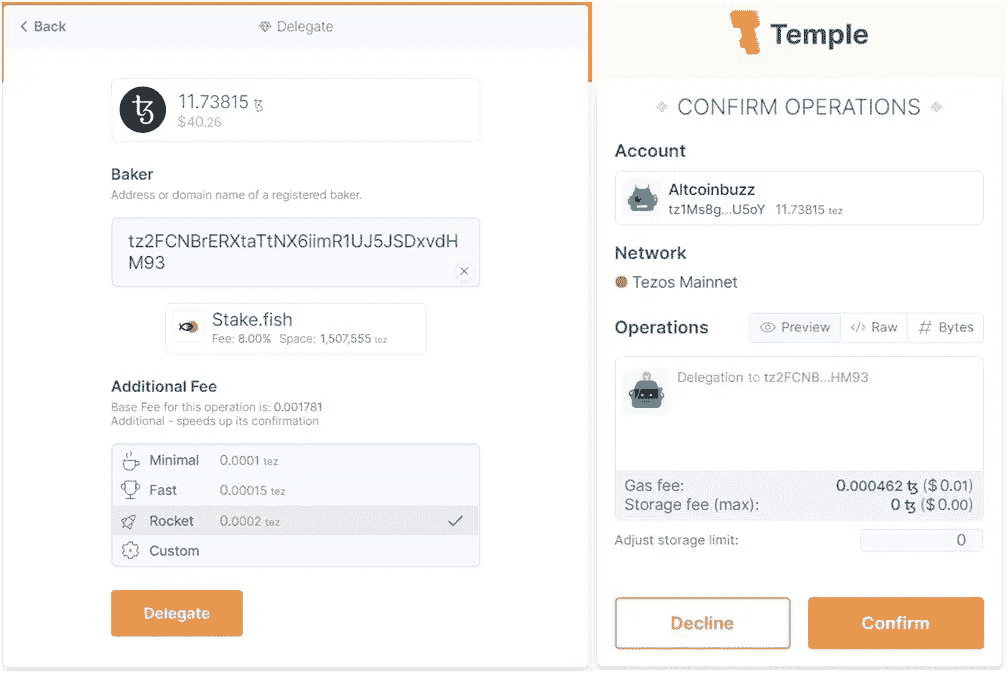 Back
Delegate
11.73815 ꜩ
$40.26
Baker
Address or domain name of a registered baker.
tz2FCNBrERXtaTtNX6iimR1UJ5JSDxvdH
M93
Stake.fish
Fee: 8.00% Space: 1,507,555 tez
Additional Fee
Base Fee for this operation is: 0.001781
Additional - speeds up its confirmation
Minimal 0.0001 tez
Fast 0.00015 tez
Rocket 0.0002 tez
Custom
Delegate
Temple
CONFIRM OPERATIONS
Account
Altcoinbuzz
tz1Ms8g...U5oY 11.73815 tez
Network
Tezos Mainnet
Operations Preview </> Raw # Bytes
Delegation to tz2FCNB...HM93
Gas fee: 0.000462 ꜩ ($0.01)
Storage fee (max): 0 ꜩ ($0.00)
Adjust storage limit: 0
Decline Confirm